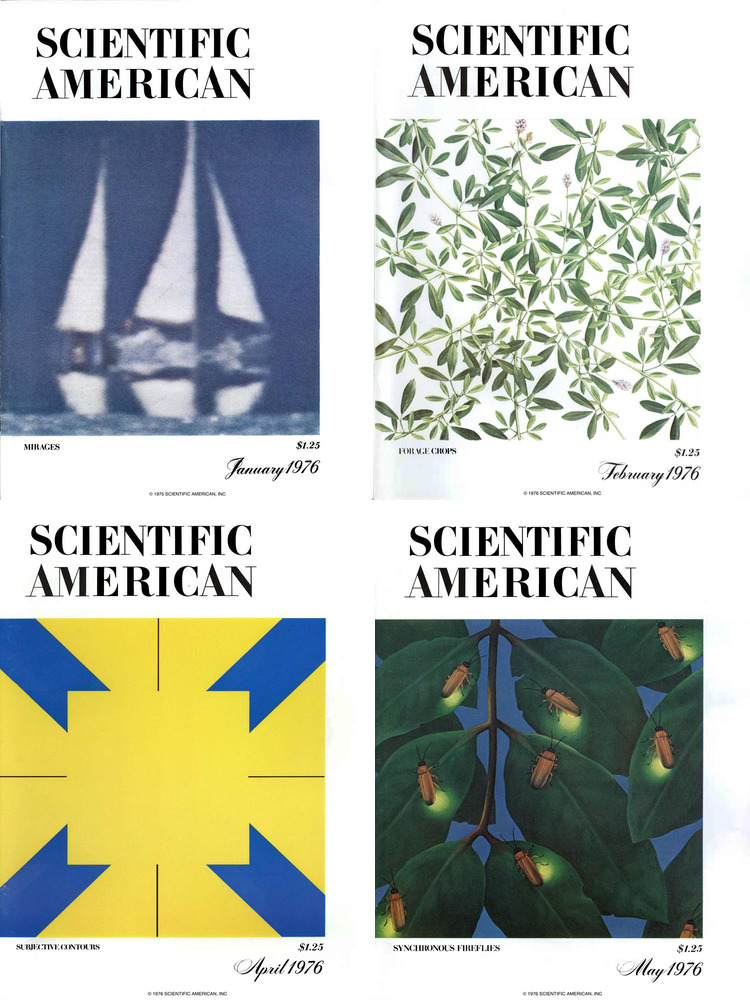 SCIENTIFIC
AMERICAN
MIRAGES
$1.25
January 1976
© 1975 SCIENTIFIC AMERICAN, INC
SCIENTIFIC
AMERICAN
FORAGE CROPS
$1.25
February 1976
© 1976 SCIENTIFIC AMERICAN, INC
SCIENTIFIC
AMERICAN
SUBJECTIVE CONTOURS
$1.25
April 1976
© 1976 SCIENTIFIC AMERICAN, INC
SCIENTIFIC
AMERICAN
SYNCHRONOUS FIREFLIES
$1.25
May 1976
© 1976 SCIENTIFIC AMERICAN, INC